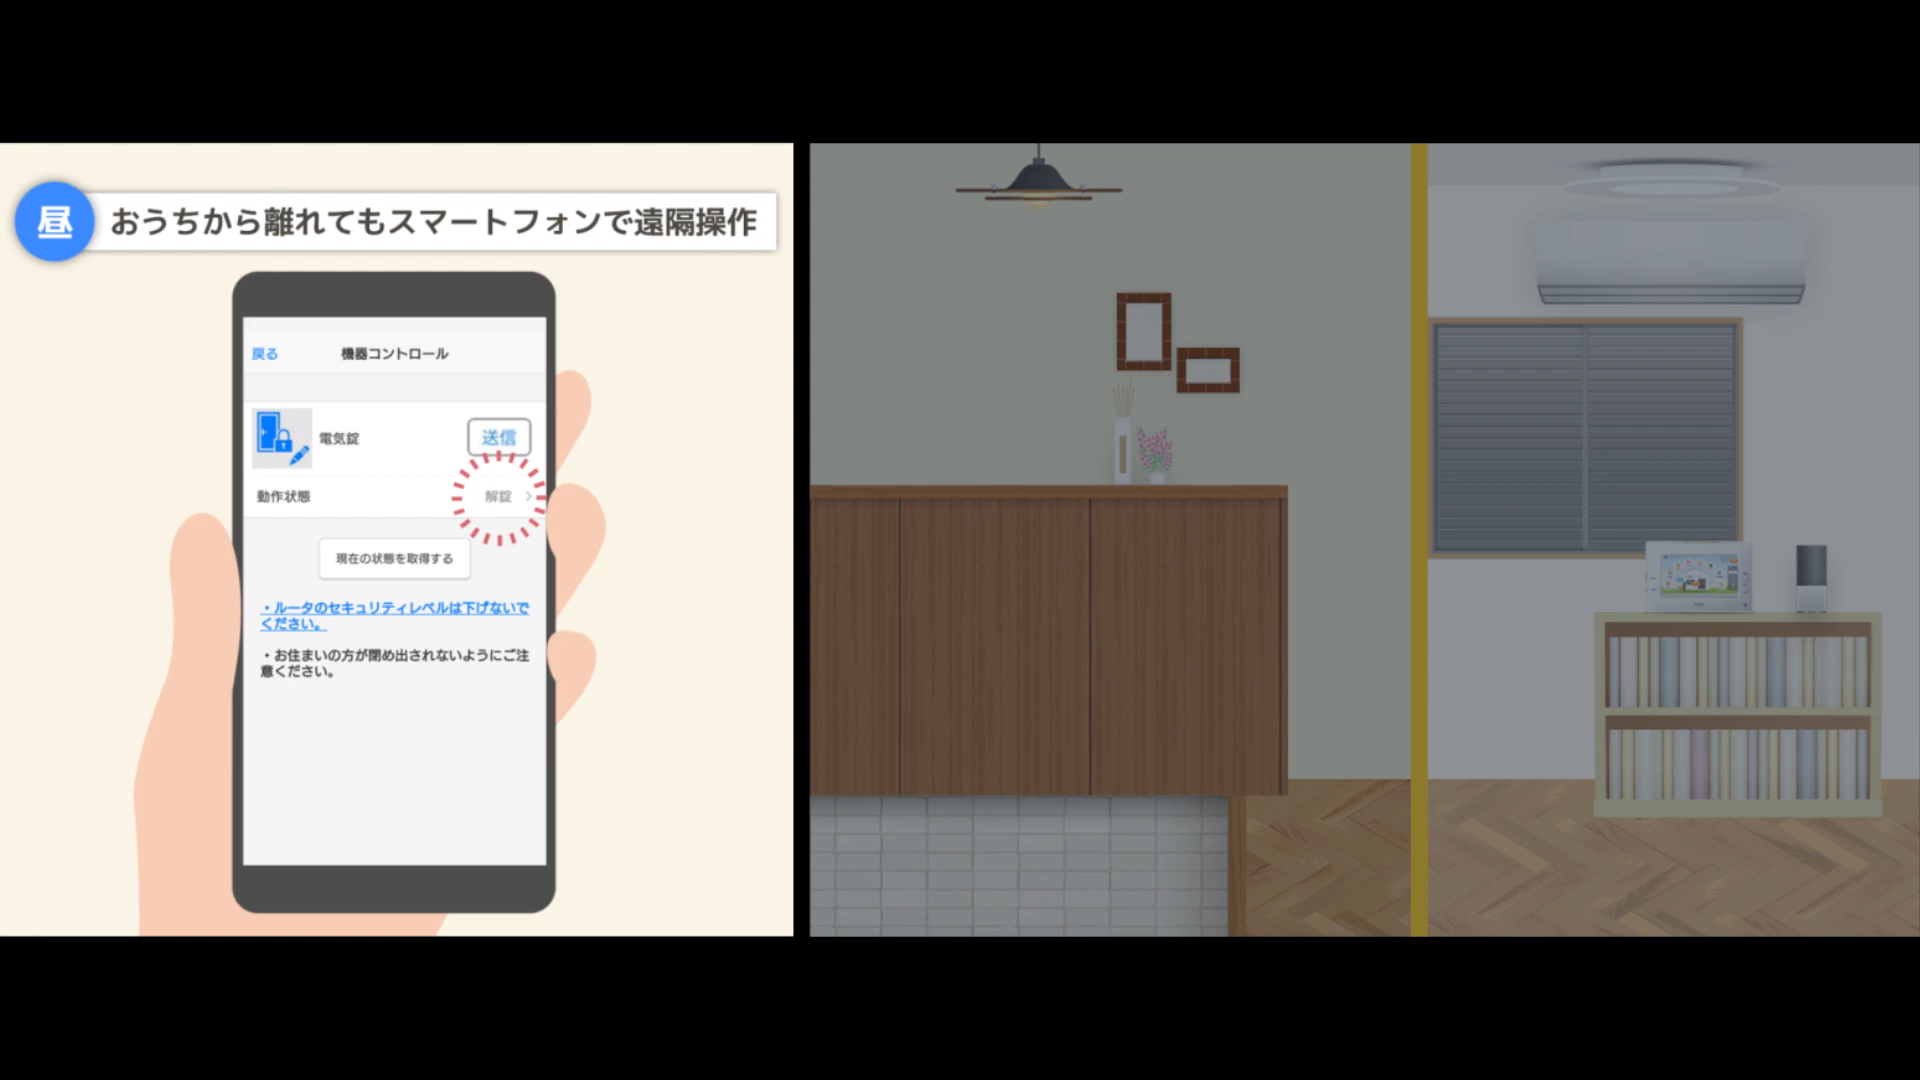 昼
おうちから離れてもスマートフォンで遠隔操作
戻る
機器コントロール
電気錠
送信
動作状態
解錠
現在の状態を取得する
・ルータのセキュリティレベルは下げないで
ください。
・お住まいの方が閉め出されないようにご注
意ください。